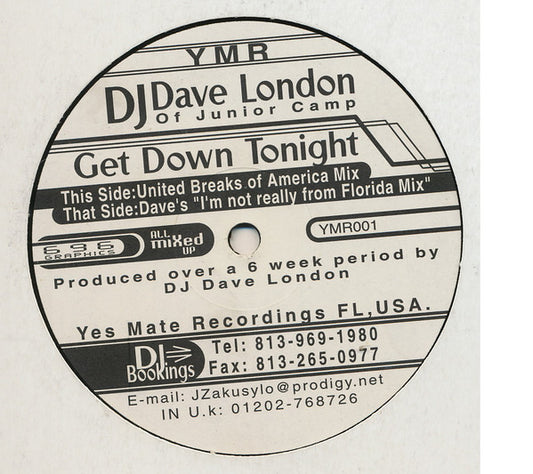 YMR
DJ Dave London
Of Junior Camp
Get Down Tonight
This Side:United Breaks of America Mix
That Side:Dave's "I'm not really from Florida Mix"
696
GRAPHICS
ALL
mixed
UP
YMR001
Produced over a 6 week period by
DJ Dave London
Yes Mate Recordings FL,USA.
DJ
Bookings
Tel: 813-969-1980
Fax: 813-265-0977
E-mail: JZakusylo@prodigy.net
IN U.k: 01202-768726